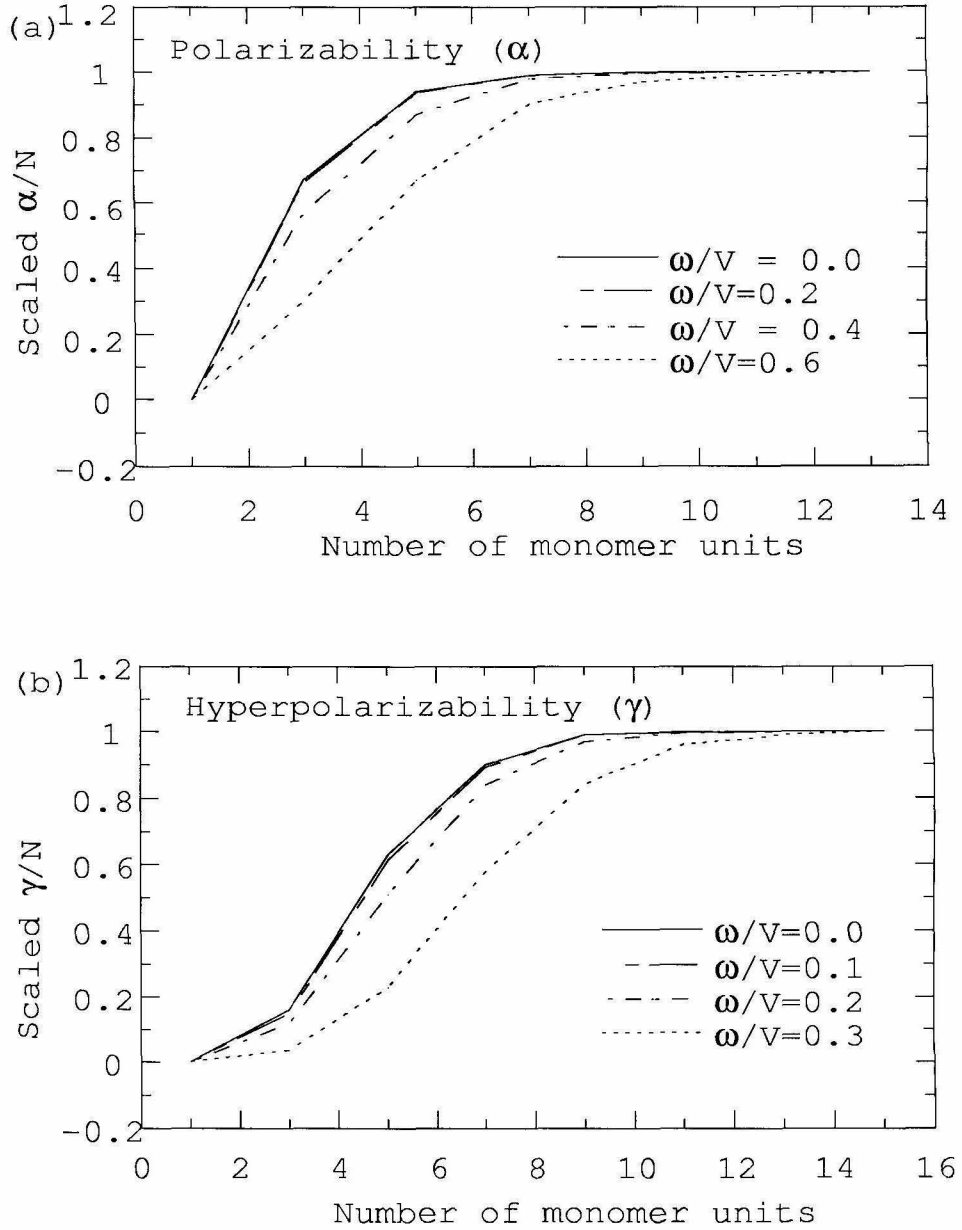 (a)
1.2
Polarizability (α)
1
0.8
0.6
0.4
0.2
0
-0.2
Scaled α/N
ω/V = 0.0
ω/V=0.2
ω/V = 0.4
ω/V=0.6
0 2 4 6 8 10 12 14
Number of monomer units
(b)
1.2
Hyperpolarizability (γ)
1
0.8
0.6
0.4
0.2
0
-0.2
Scaled γ/N
ω/V=0.0
ω/V=0.1
ω/V=0.2
ω/V=0.3
0 2 4 6 8 10 12 14 16
Number of monomer units